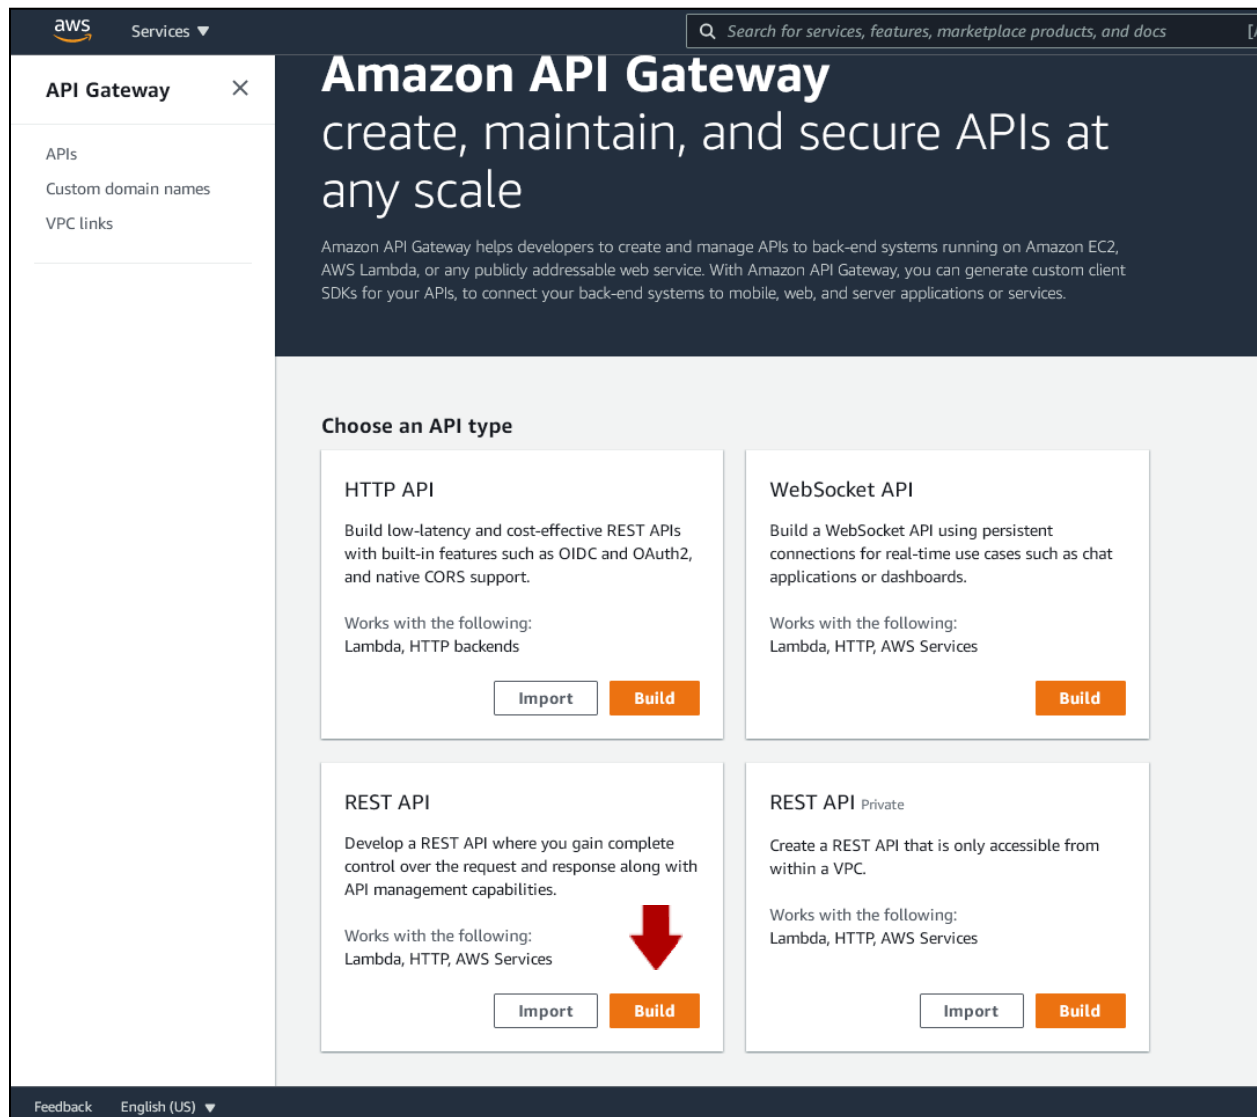 aws
Services ▼
Search for services, features, marketplace products, and docs
API Gateway
APIs
Custom domain names
VPC links
Amazon API Gateway
create, maintain, and secure APIs at
any scale
Amazon API Gateway helps developers to create and manage APIs to back-end systems running on Amazon EC2,
AWS Lambda, or any publicly addressable web service. With Amazon API Gateway, you can generate custom client
SDKs for your APIs, to connect your back-end systems to mobile, web, and server applications or services.
Choose an API type
HTTP API
Build low-latency and cost-effective REST APIs
with built-in features such as OIDC and OAuth2,
and native CORS support.
Works with the following:
Lambda, HTTP backends
Import
Build
WebSocket API
Build a WebSocket API using persistent
connections for real-time use cases such as chat
applications or dashboards.
Works with the following:
Lambda, HTTP, AWS Services
Build
REST API
Develop a REST API where you gain complete
control over the request and response along with
API management capabilities.
Works with the following:
Lambda, HTTP, AWS Services
Import
Build
REST API Private
Create a REST API that is only accessible from
within a VPC.
Works with the following:
Lambda, HTTP, AWS Services
Import
Build
Feedback
English (US) ▼